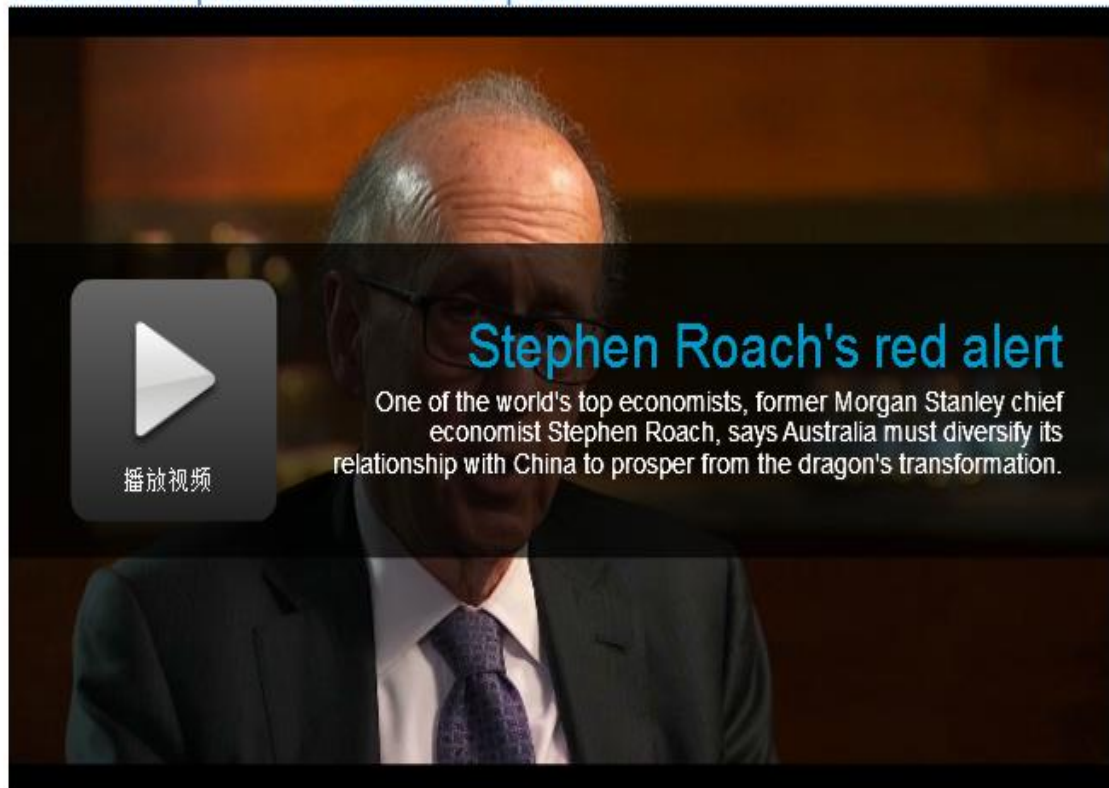 Stephen Roach's red alert
One of the world's top economists, former Morgan Stanley chief
economist Stephen Roach, says Australia must diversify its
relationship with China to prosper from the dragon's transformation.
播放视频